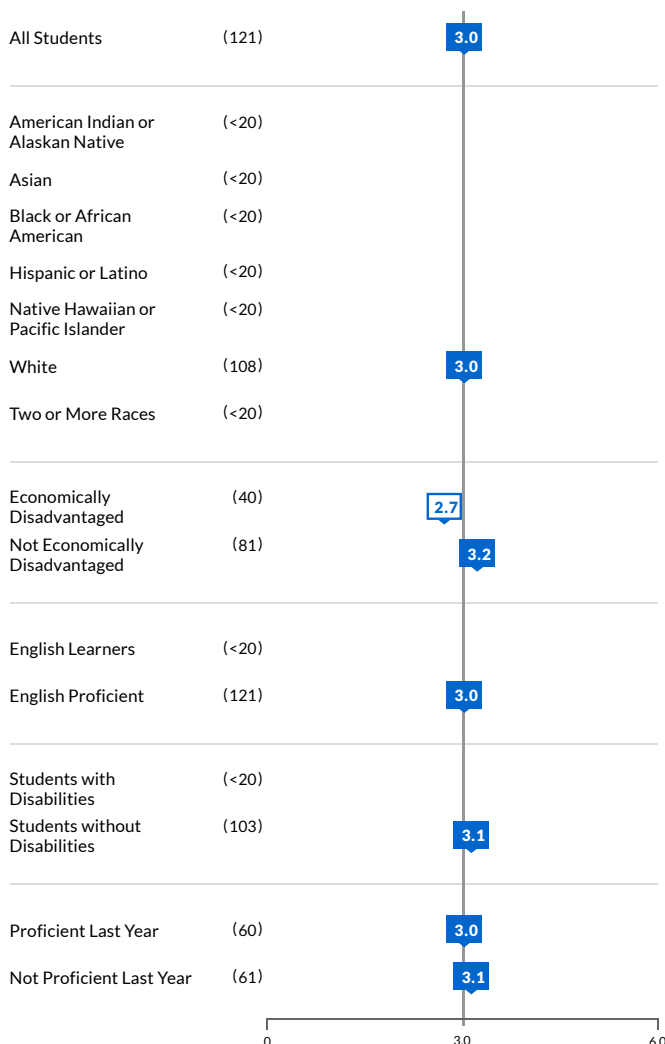 All Students (121) 3.0
American Indian or (<20)
Alaskan Native
Asian (<20)
Black or African (<20)
American
Hispanic or Latino (<20)
Native Hawaiian or (<20)
Pacific Islander
White (108) 3.0
Two or More Races (<20)
Economically (40) 2.7
Disadvantaged
Not Economically (81) 3.2
Disadvantaged
English Learners (<20)
English Proficient (121) 3.0
Students with (<20)
Disabilities
Students without (103) 3.1
Disabilities
Proficient Last Year (60) 3.0
Not Proficient Last Year (61) 3.1
0 3.0 6.0